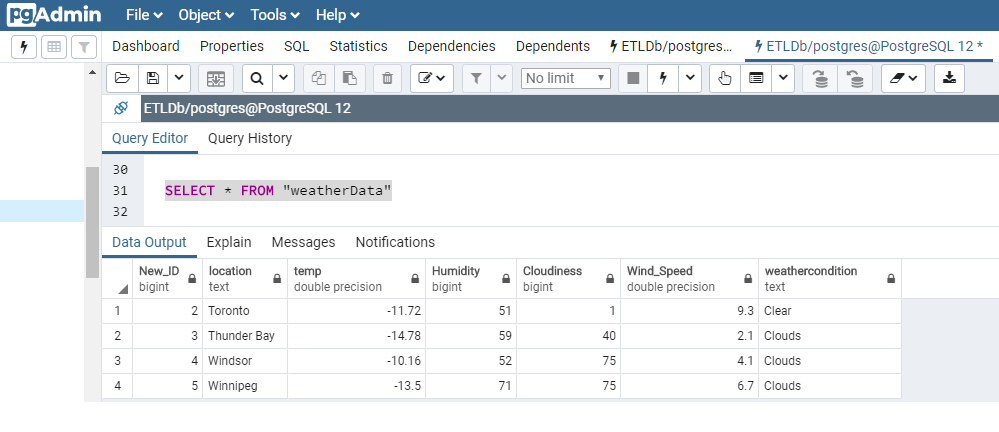 pgAdmin File Object Tools Help
Dashboard Properties SQL Statistics Dependencies Dependents ETLDb/postgres... ETLDb/postgres@PostgreSQL 12 *
No limit
ETLDb/postgres@PostgreSQL 12
Query Editor Query History
30
31 SELECT * FROM "weatherData"
32
Data Output Explain Messages Notifications
New_ID location temp Humidity Cloudiness Wind_Speed weathercondition
bigint text double precision bigint bigint double precision text
1 2 Toronto -11.72 51 1 9.3 Clear
2 3 Thunder Bay -14.78 59 40 2.1 Clouds
3 4 Windsor -10.16 52 75 4.1 Clouds
4 5 Winnipeg -13.5 71 75 6.7 Clouds